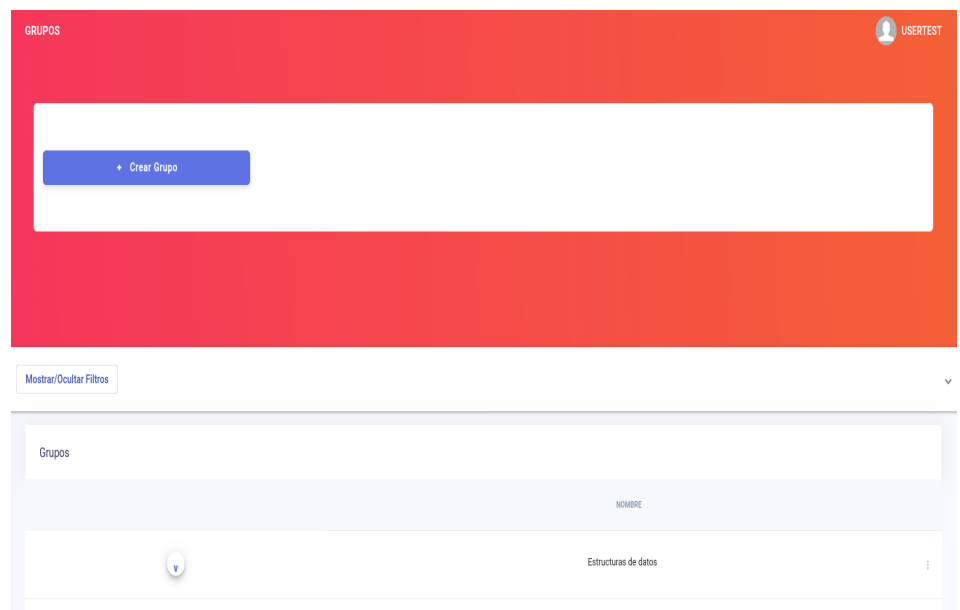 GRUPOS
USERTEST
+ Crear Grupo
Mostrar/Ocultar Filtros
Grupos
NOMBRE
Estructuras de datos